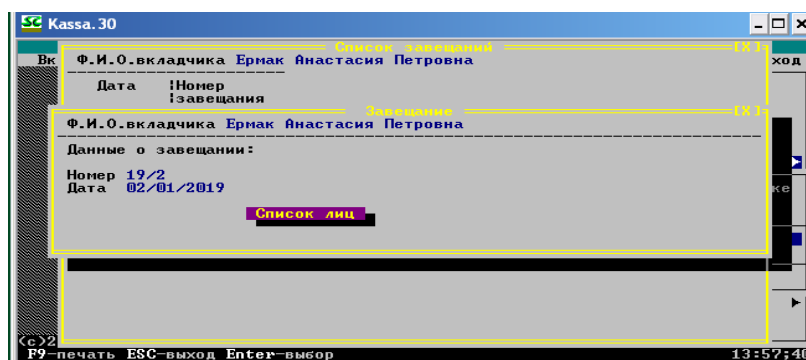 SC Kassa.30
Список завещаний [X]
Вк Ф.И.О.вкладчика Ермак Анастасия Петровна ход
Дата |Номер
|завещания
Завещание [X]
Ф.И.О.вкладчика Ермак Анастасия Петровна
Данные о завещании:
Номер 19/2
Дата 02/01/2019
ке
Список лиц
(c)2
F9-печать ESC-выход Enter-выбор 13:57:4